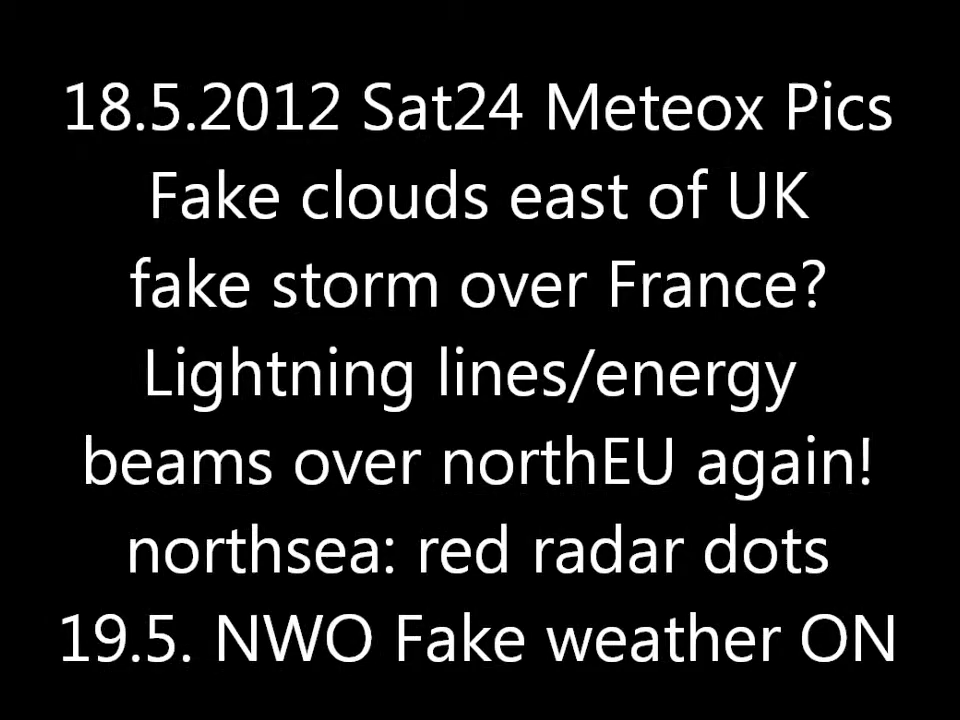 18.5.2012 Sat24 Meteox Pics
Fake clouds east of UK
fake storm over France?
Lightning lines/energy
beams over northEU again!
northsea: red radar dots
19.5. NWO Fake weather ON